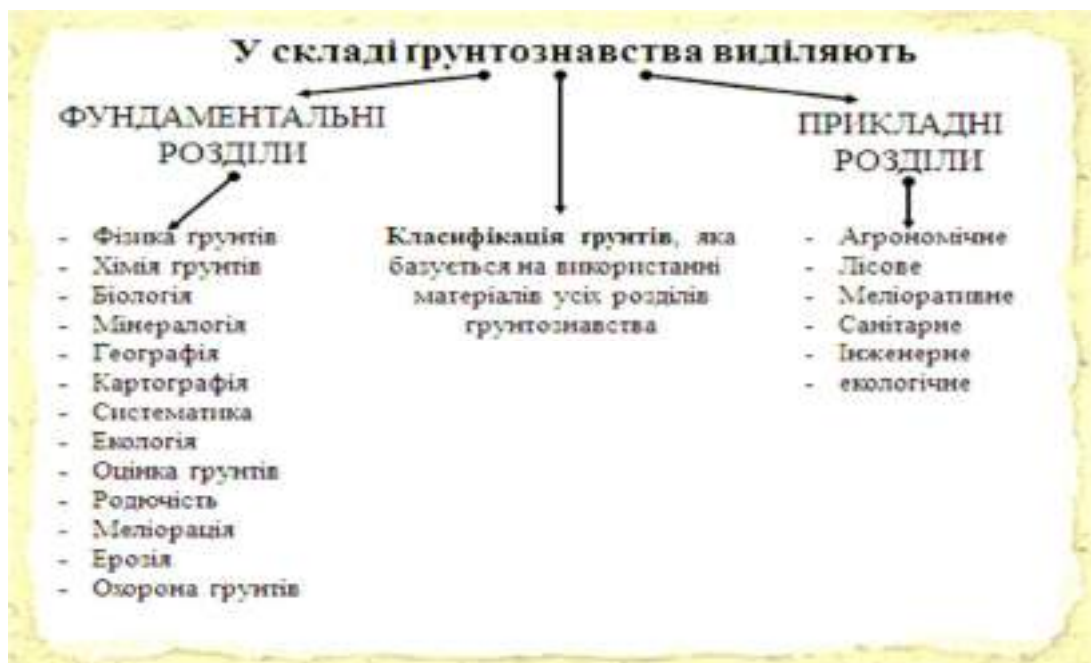 У складі ґрунтознавства виділяють
ФУНДАМЕНТАЛЬНІ
РОЗДІЛИ
- Фізика грунтів
- Хімія грунтів
- Біологія
- Мінералогія
- Географія
- Картографія
- Систематика
- Екологія
- Оцінка грунтів
- Родючість
- Меліорація
- Ерозія
- Охорона грунтів
Класифікація грунтів, яка
базується на використанні
матеріалів усіх розділів
грунтознавства
ПРИКЛАДНІ
РОЗДІЛИ
- Агрономічне
- Лісове
- Меліоративне
- Санітарне
- Інженерне
- екологічне